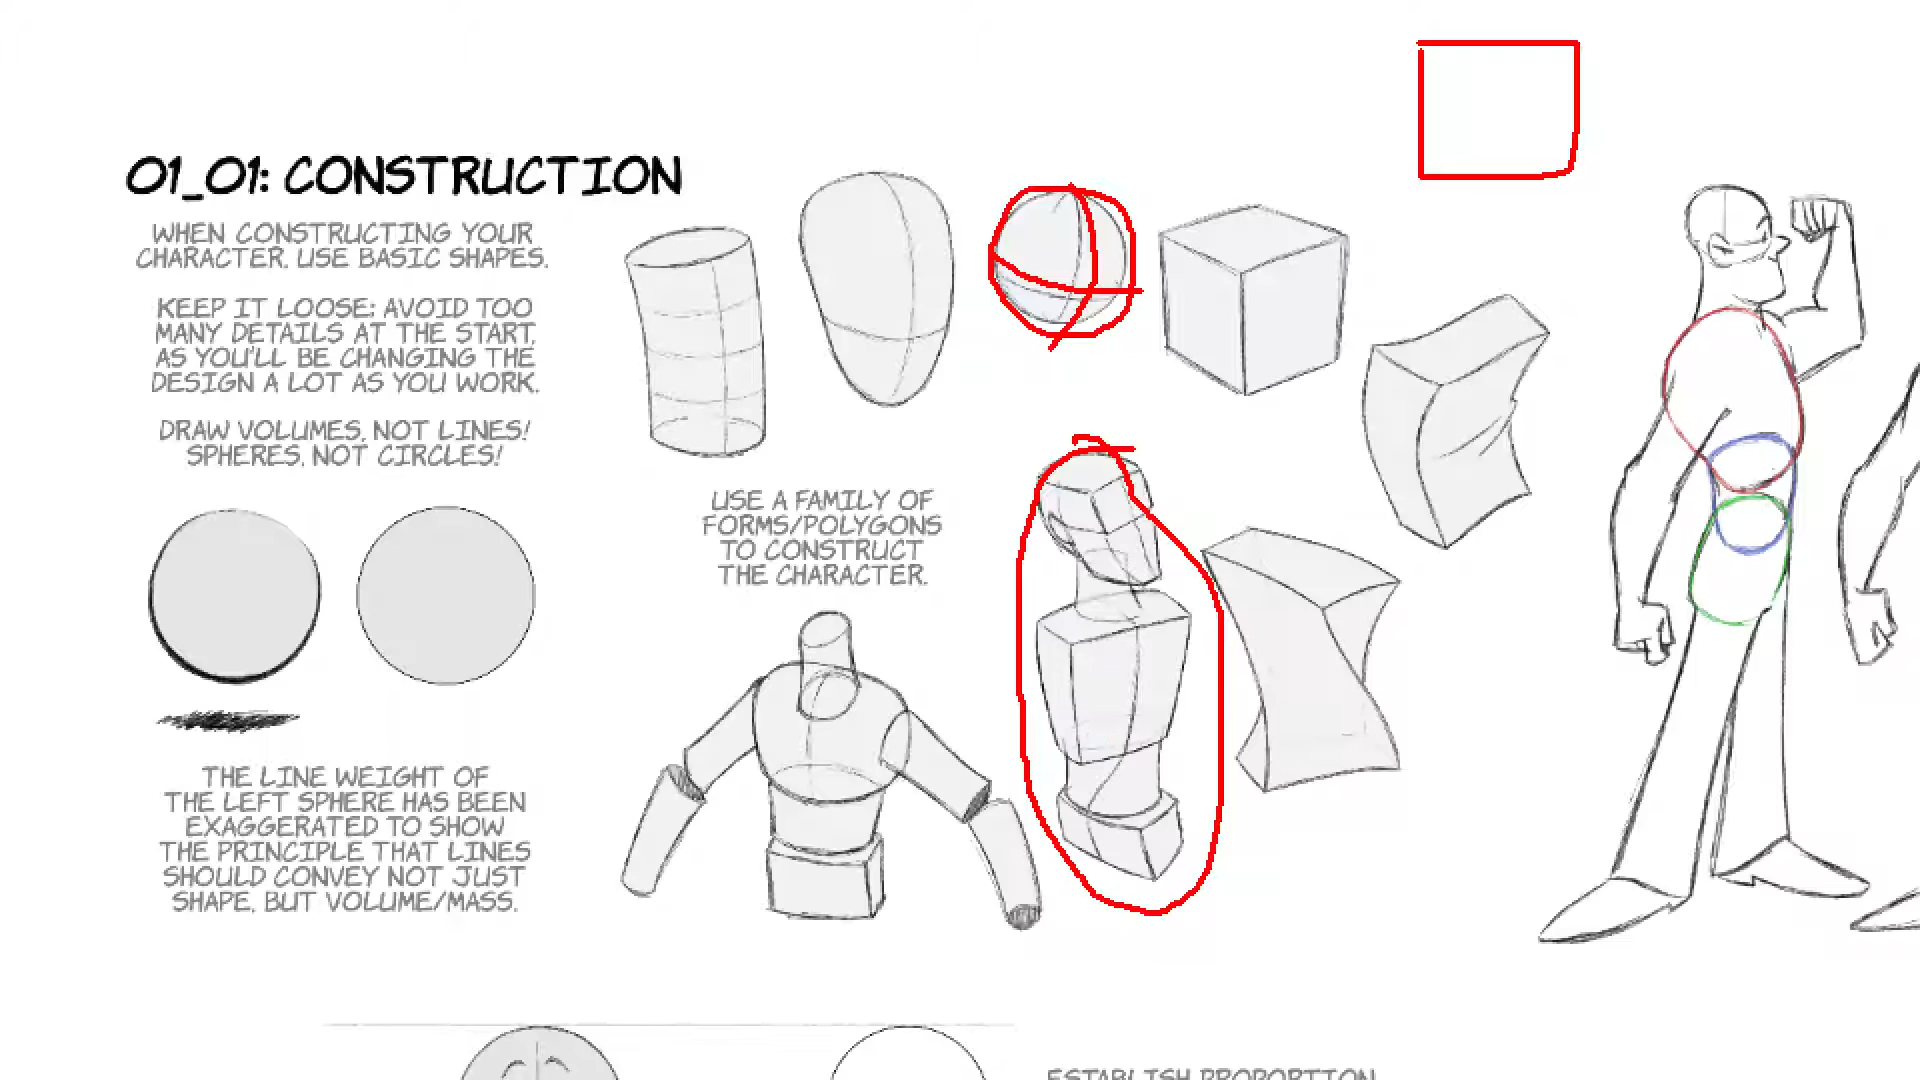 01_01: CONSTRUCTION
WHEN CONSTRUCTING YOUR
CHARACTER, USE BASIC SHAPES.
KEEP IT LOOSE: AVOID TOO
MANY DETAILS AT THE START,
AS YOU'LL BE CHANGING THE
DESIGN A LOT AS YOU WORK.
DRAW VOLUMES, NOT LINES!
SPHERES, NOT CIRCLES!
USE A FAMILY OF
FORMS/POLYGONS
TO CONSTRUCT
THE CHARACTER.
THE LINE WEIGHT OF
THE LEFT SPHERE HAS BEEN
EXAGGERATED TO SHOW
THE PRINCIPLE THAT LINES
SHOULD CONVEY NOT JUST
SHAPE, BUT VOLUME/MASS.
ESTABLISH PROPORTION